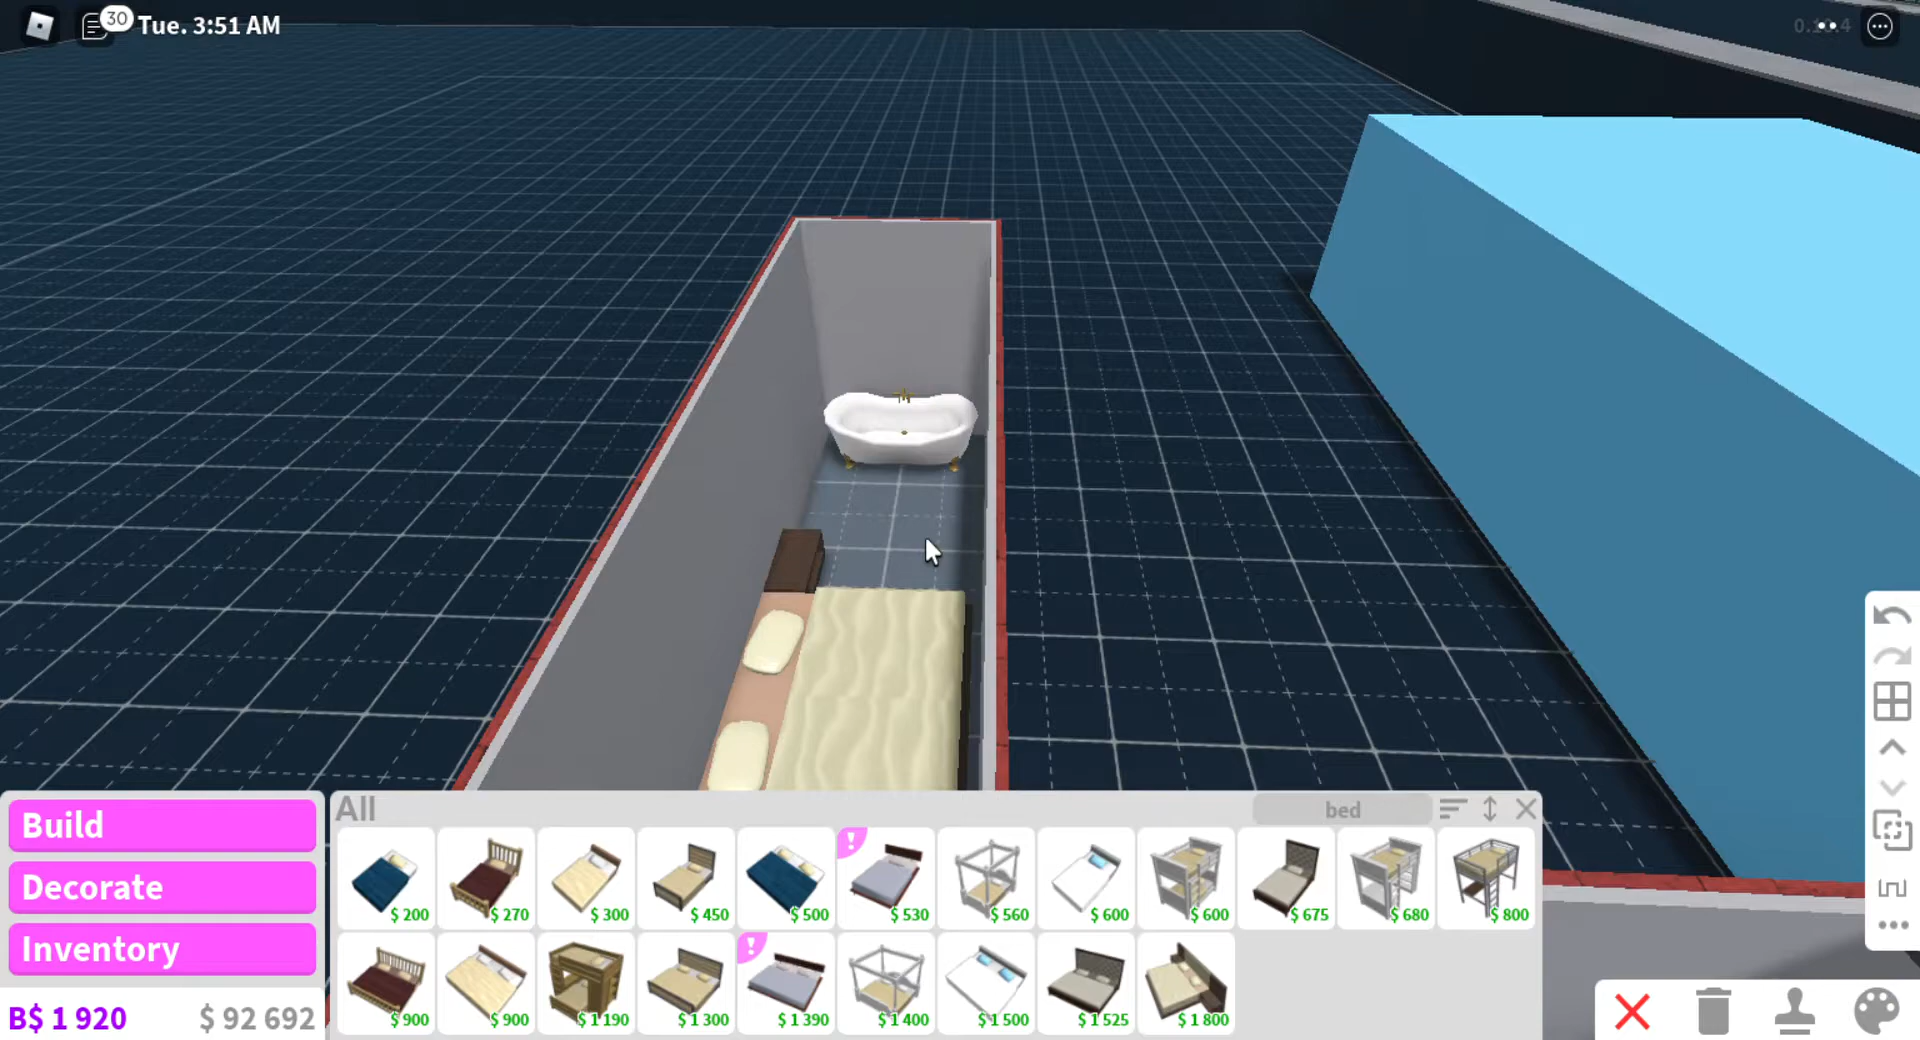 30
Tue. 3:51 AM
Build
Decorate
Inventory
B$ 1 920
$ 92 692
All
bed
$ 200
$ 270
$ 300
$ 450
$ 500
!
$ 530
$ 560
$ 600
$ 600
$ 675
$ 680
$ 800
$ 900
$ 900
$ 1 190
$ 1 300
!
$ 1 390
$ 1 400
$ 1 500
$ 1 525
$ 1 800